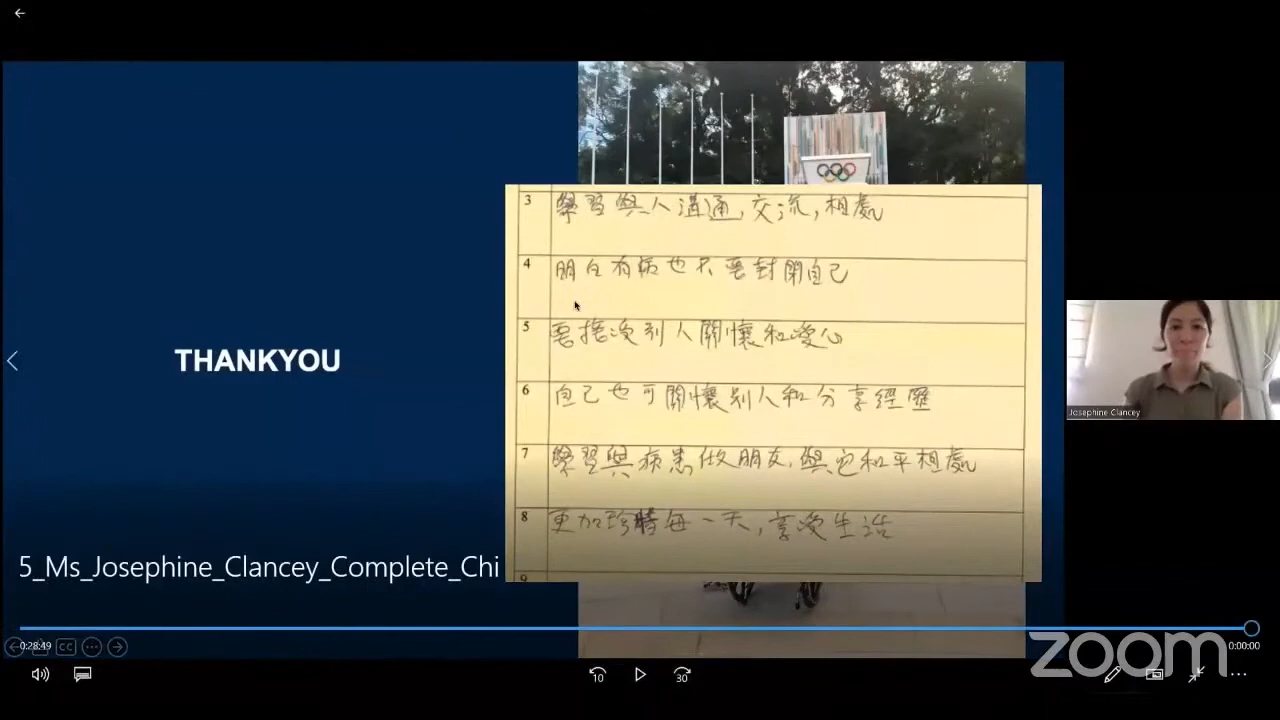 3 學習與人溝通,交流,相處
4 明白有病也不要封閉自己
THANKYOU
5 要接受別人關懷和愛心
6 自己也可關懷別人和分享經歷
7 學習與病患做朋友,與它和平相處
8 更加珍惜每一天,享受生活
9
Josephine Clancey
5_Ms_Josephine_Clancey_Complete_Chi
0:28:49
CC
0:00:00
zoom
10
30